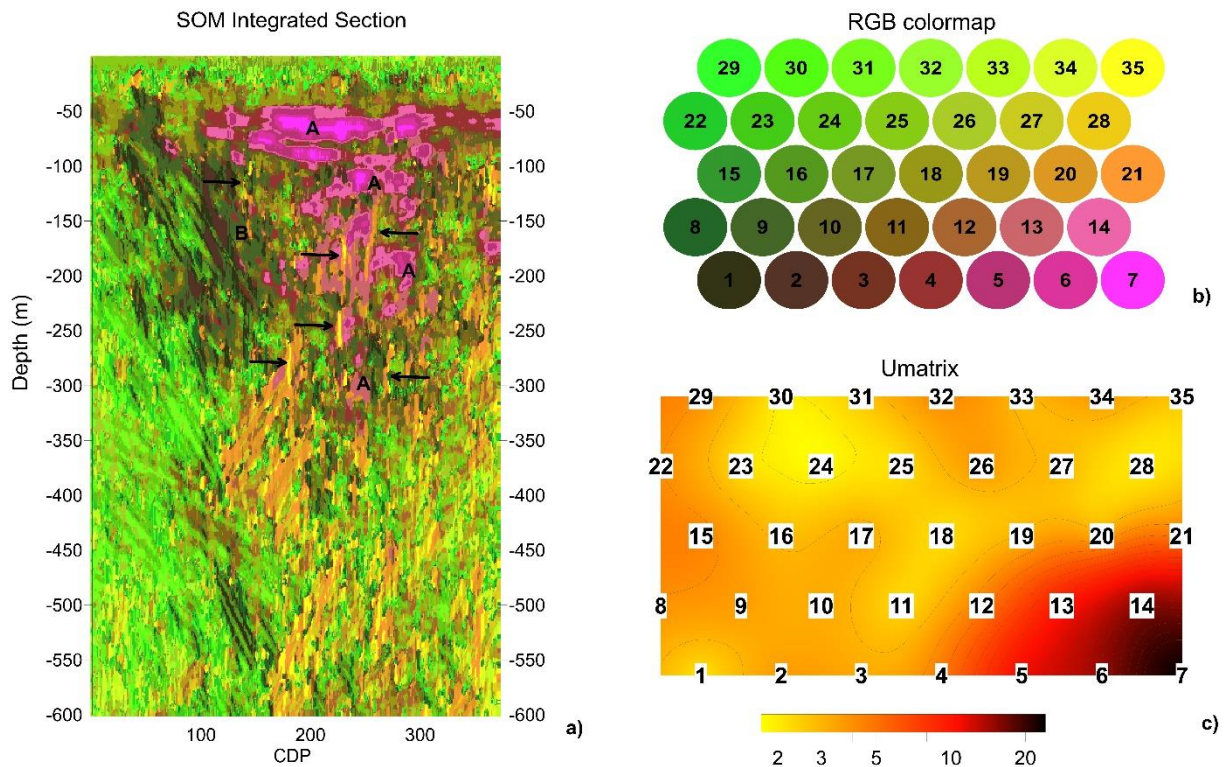 SOM Integrated Section
-50
-100
-150
-200
-250
-300
-350
-400
-450
-500
-550
-600
Depth (m)
-50
-100
-150
-200
-250
-300
-350
-400
-450
-500
-550
-600
A
A
B
A
A
100 200 300
CDP
a)
RGB colormap
29 30 31 32 33 34 35
22 23 24 25 26 27 28
15 16 17 18 19 20 21
8 9 10 11 12 13 14
1 2 3 4 5 6 7
b)
Umatrix
29 30 31 32 33 34 35
22 23 24 25 26 27 28
15 16 17 18 19 20 21
8 9 10 11 12 13 14
1 2 3 4 5 6 7
2 3 5 10 20
c)